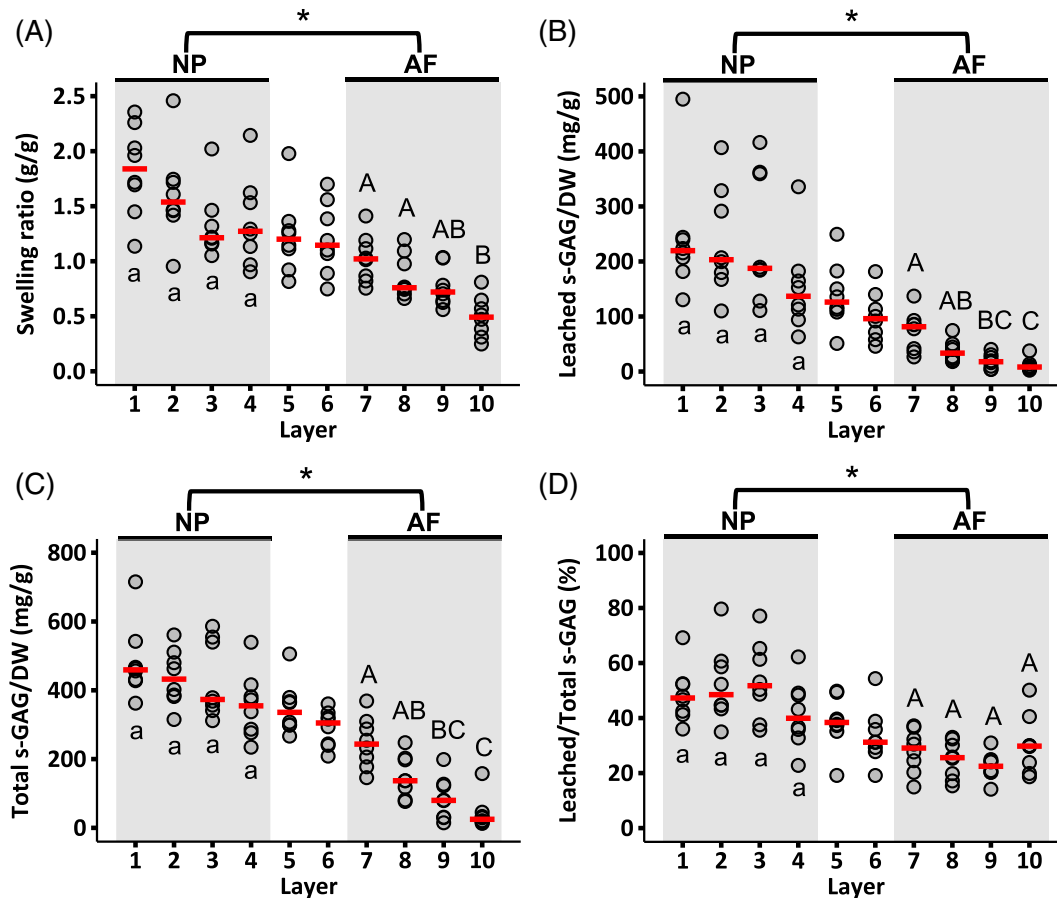 (A)
*
NP AF
Swelling ratio (g/g)
2.5
2.0
1.5
1.0
0.5
0.0
A A AB B
a a a a
1 2 3 4 5 6 7 8 9 10
Layer
(B)
*
NP AF
Leached s-GAG/DW (mg/g)
500
400
300
200
100
0
A AB BC C
a a a a
1 2 3 4 5 6 7 8 9 10
Layer
(C)
*
NP AF
Total s-GAG/DW (mg/g)
800
600
400
200
0
A AB BC C
a a a a
1 2 3 4 5 6 7 8 9 10
Layer
(D)
*
NP AF
Leached/Total s-GAG (%)
100
80
60
40
20
0
A A A A
a a a a
1 2 3 4 5 6 7 8 9 10
Layer